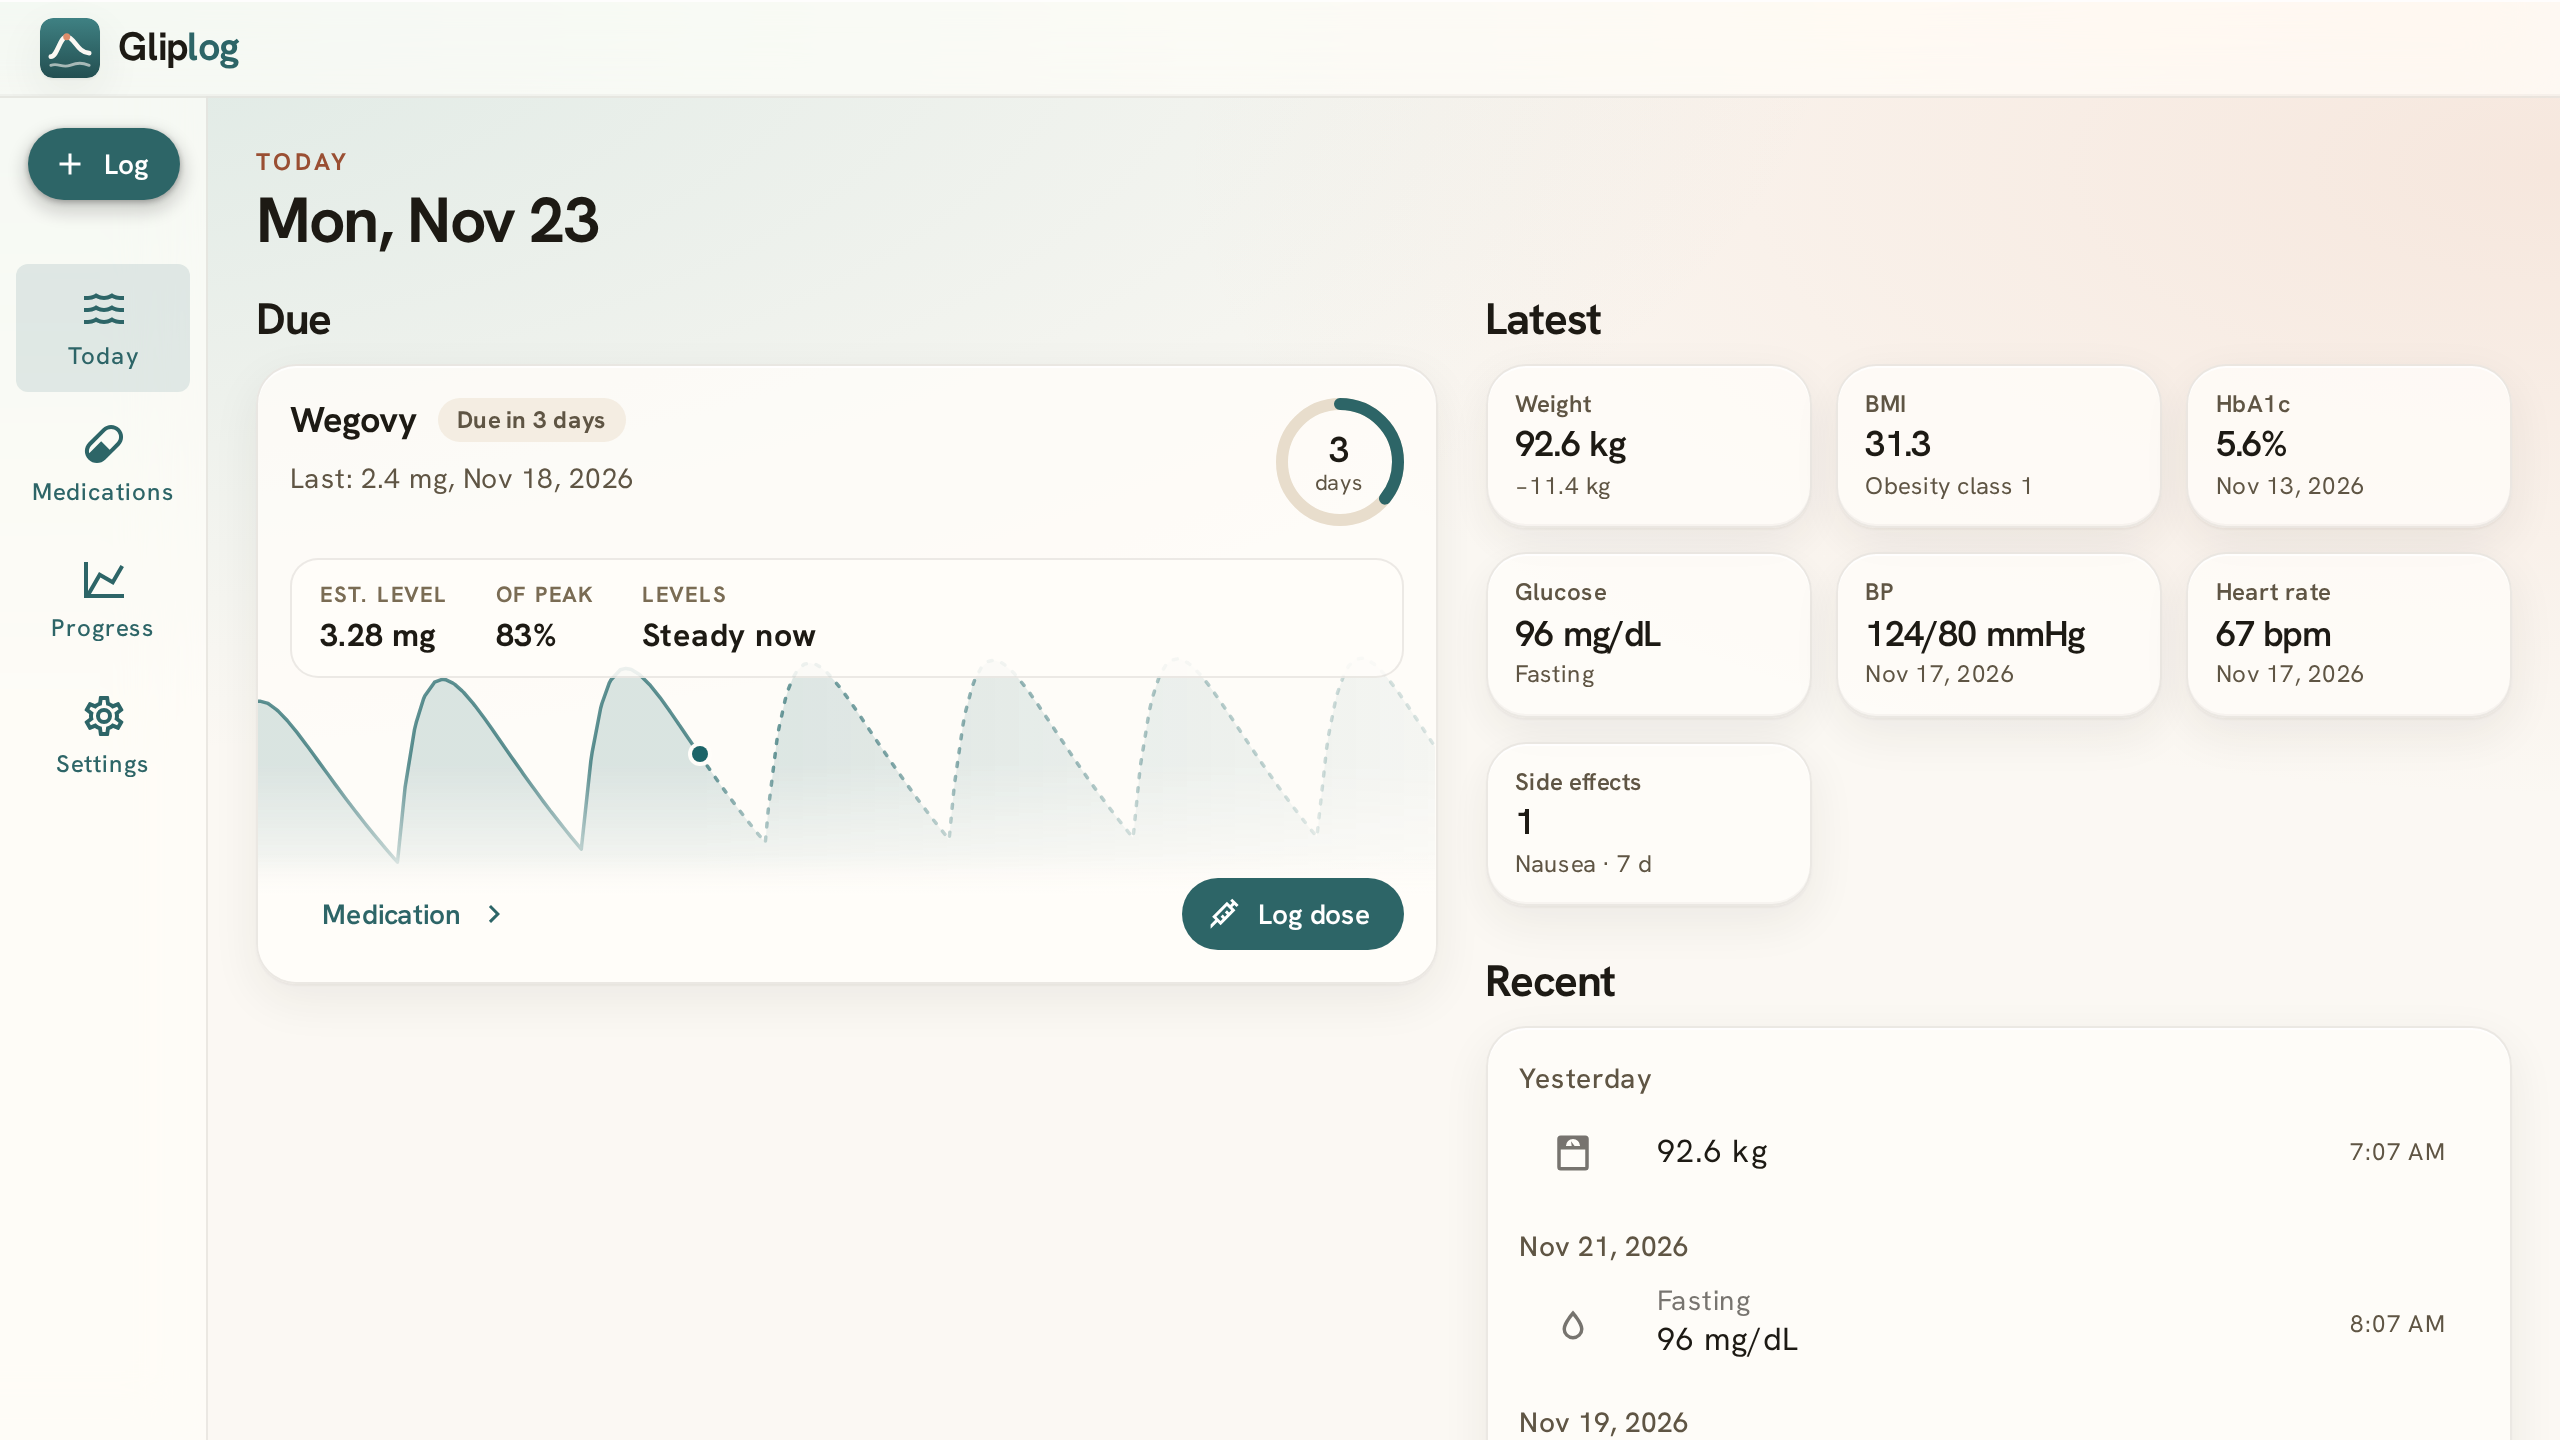 Gliplog
Log
Today
Medications
Progress
Settings
TODAY
Mon, Nov 23
Due
Wegovy
Due in 3 days
Last: 2.4 mg, Nov 18, 2026
3
days
EST. LEVEL
3.28 mg
OF PEAK
83%
LEVELS
Steady now
Medication
Log dose
Latest
Weight
92.6 kg
−11.4 kg
BMI
31.3
Obesity class 1
HbA1c
5.6%
Nov 13, 2026
Glucose
96 mg/dL
Fasting
BP
124/80 mmHg
Nov 17, 2026
Heart rate
67 bpm
Nov 17, 2026
Side effects
1
Nausea · 7 d
Recent
Yesterday
92.6 kg
7:07 AM
Nov 21, 2026
Fasting
96 mg/dL
8:07 AM
Nov 19, 2026